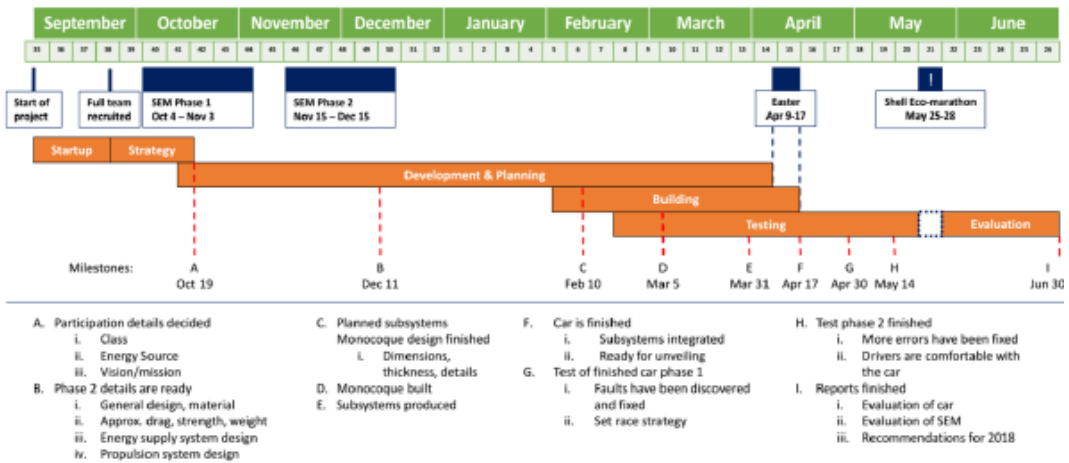 September October November December January February March April May June
35 36 37 38 39 40 41 42 43 44 45 46 47 48 49 50 51 52 1 2 3 4 5 6 7 8 9 10 11 12 13 14 15 16 17 18 19 20 21 22 23 24 25 26
Start of
project
Full team
recruited
SEM Phase 1
Oct 4 – Nov 3
SEM Phase 2
Nov 15 – Dec 15
Easter
Apr 9-17
!
Shell Eco-marathon
May 25-28
Startup Strategy
Development & Planning
Building
Testing Evaluation
Milestones: A B C D E F G H I
Oct 19 Dec 11 Feb 10 Mar 5 Mar 31 Apr 17 Apr 30 May 14 Jun 30
A. Participation details decided
i. Class
ii. Energy Source
iii. Vision/mission
B. Phase 2 details are ready
i. General design, material
ii. Approx. drag, strength, weight
iii. Energy supply system design
iv. Propulsion system design
C. Planned subsystems
Monocoque design finished
i. Dimensions,
thickness, details
D. Monocoque built
E. Subsystems produced
F. Car is finished
i. Subsystems integrated
ii. Ready for unveiling
G. Test of finished car phase 1
i. Faults have been discovered
and fixed
ii. Set race strategy
H. Test phase 2 finished
i. More errors have been fixed
ii. Drivers are comfortable with
the car
I. Reports finished
i. Evaluation of car
ii. Evaluation of SEM
iii. Recommendations for 2018